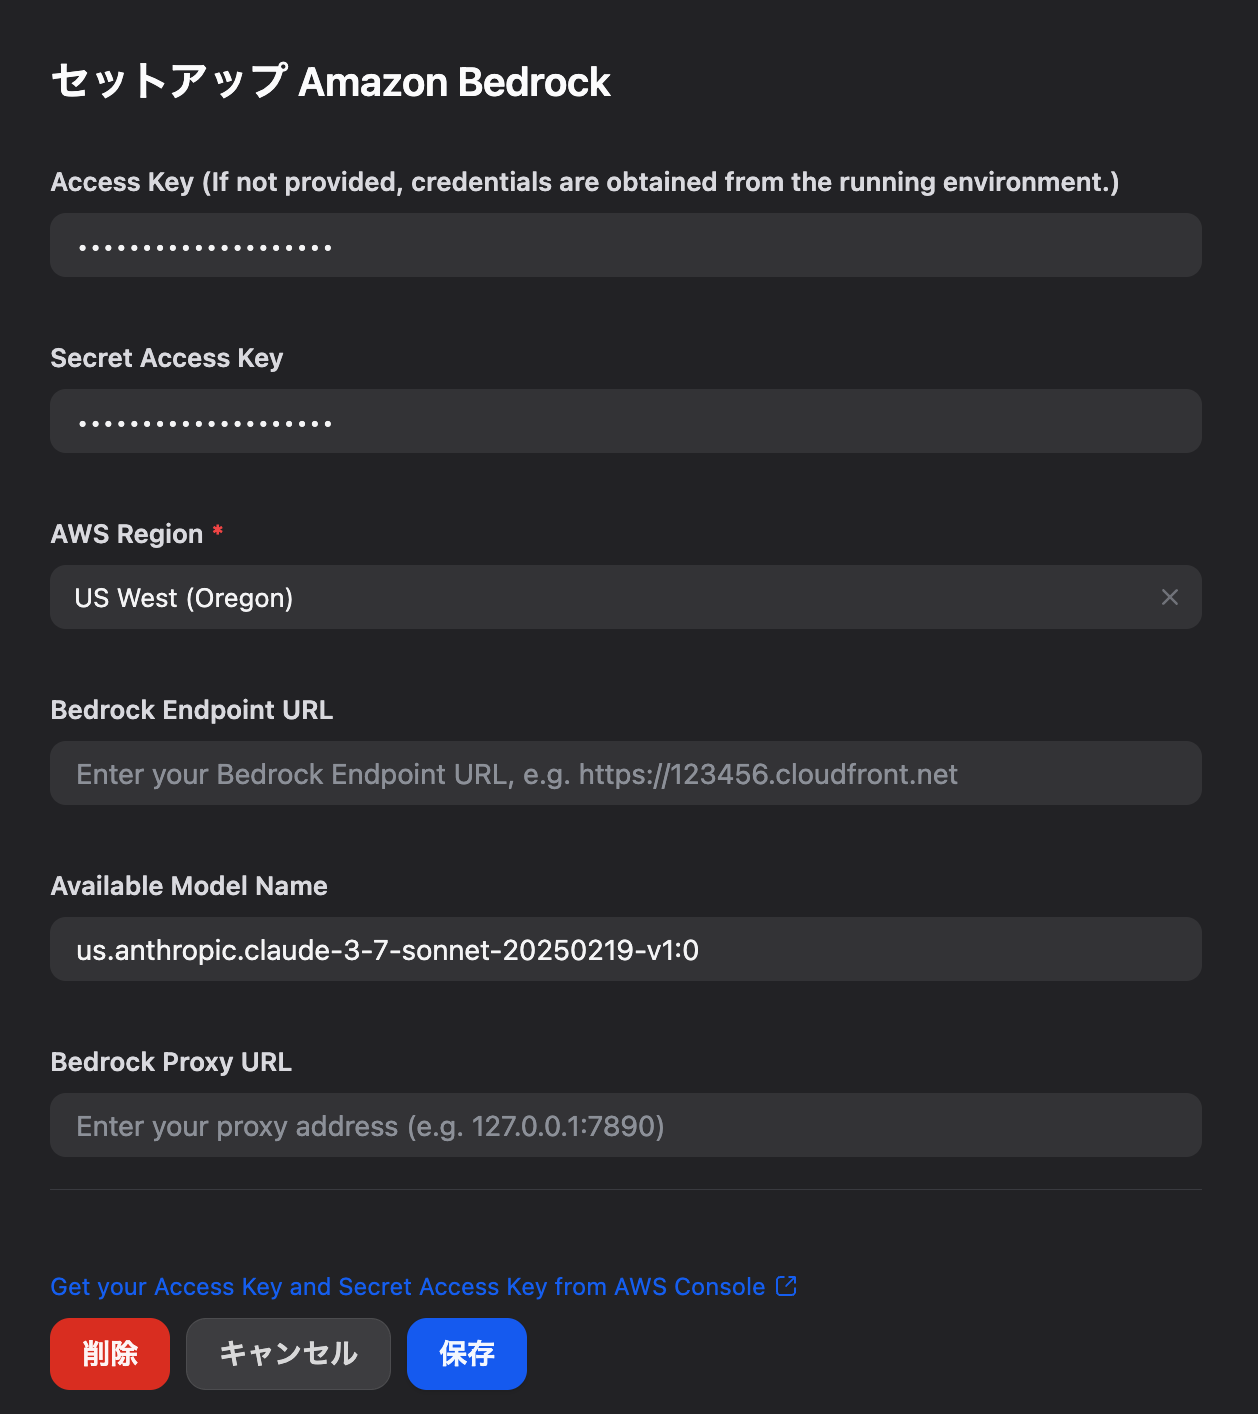 セットアップ Amazon Bedrock
Access Key (If not provided, credentials are obtained from the running environment.)
••••••••••••••••••••
Secret Access Key
••••••••••••••••••••
AWS Region *
US West (Oregon)
Bedrock Endpoint URL
Enter your Bedrock Endpoint URL, e.g. https://123456.cloudfront.net
Available Model Name
us.anthropic.claude-3-7-sonnet-20250219-v1:0
Bedrock Proxy URL
Enter your proxy address (e.g. 127.0.0.1:7890)
Get your Access Key and Secret Access Key from AWS Console
削除 キャンセル 保存